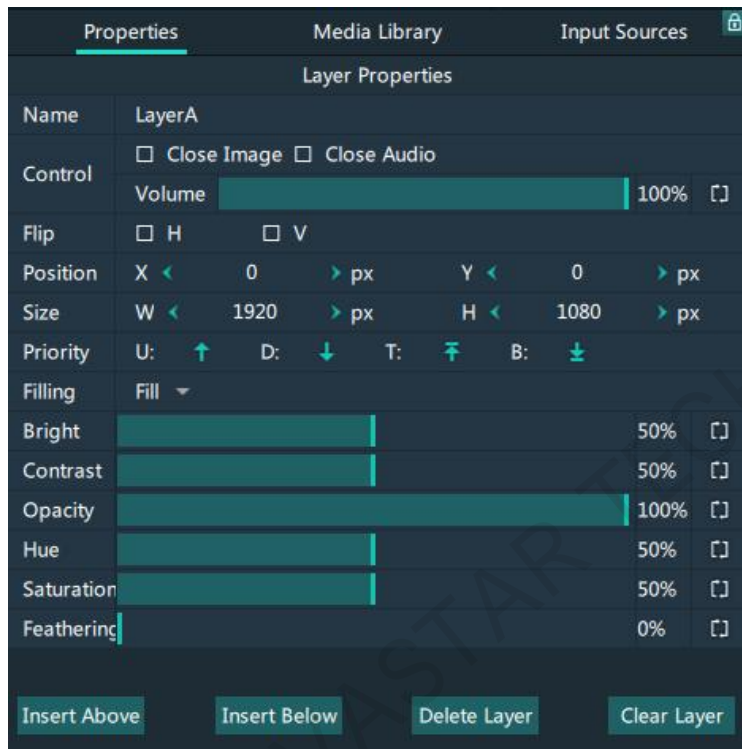 Properties Media Library Input Sources
Layer Properties
Name LayerA
Control
Close Image Close Audio
Volume 100%
Flip H V
Position X 0 px Y 0 px
Size W 1920 px H 1080 px
Priority U: D: T: B:
Filling Fill
Bright 50%
Contrast 50%
Opacity 100%
Hue 50%
Saturation 50%
Feathering 0%
Insert Above Insert Below Delete Layer Clear Layer